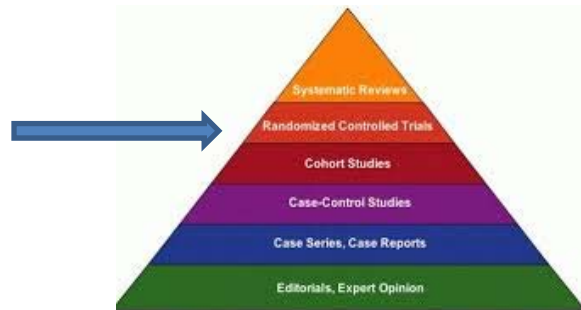 Systematic Reviews
Randomized Controlled Trials
Cohort Studies
Case-Control Studies
Case Series, Case Reports
Editorials, Expert Opinion